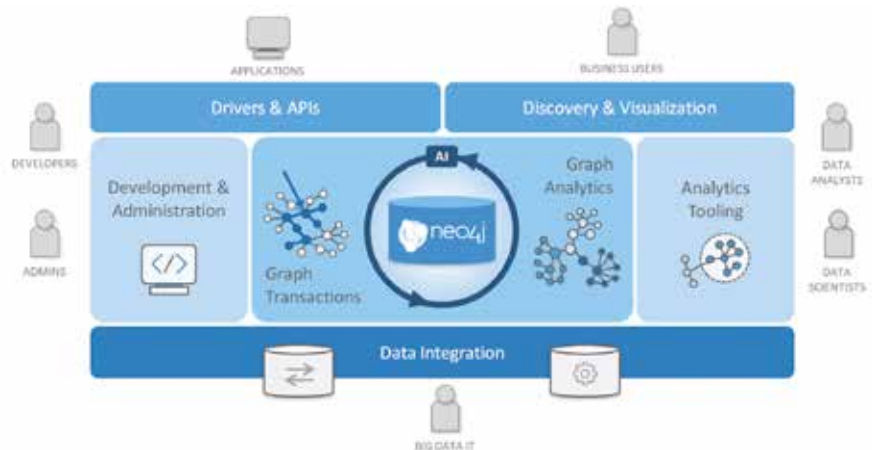 APPLICATIONS
BUSINESS USERS
Drivers & APIs
Discovery & Visualization
DEVELOPERS
DATA
ANALYSTS
ADMINS
DATA
SCIENTISTS
Development &
Administration
</>
Graph
Transactions
AI
neo4j
Graph
Analytics
Analytics
Tooling
Data Integration
BIG DATA IT